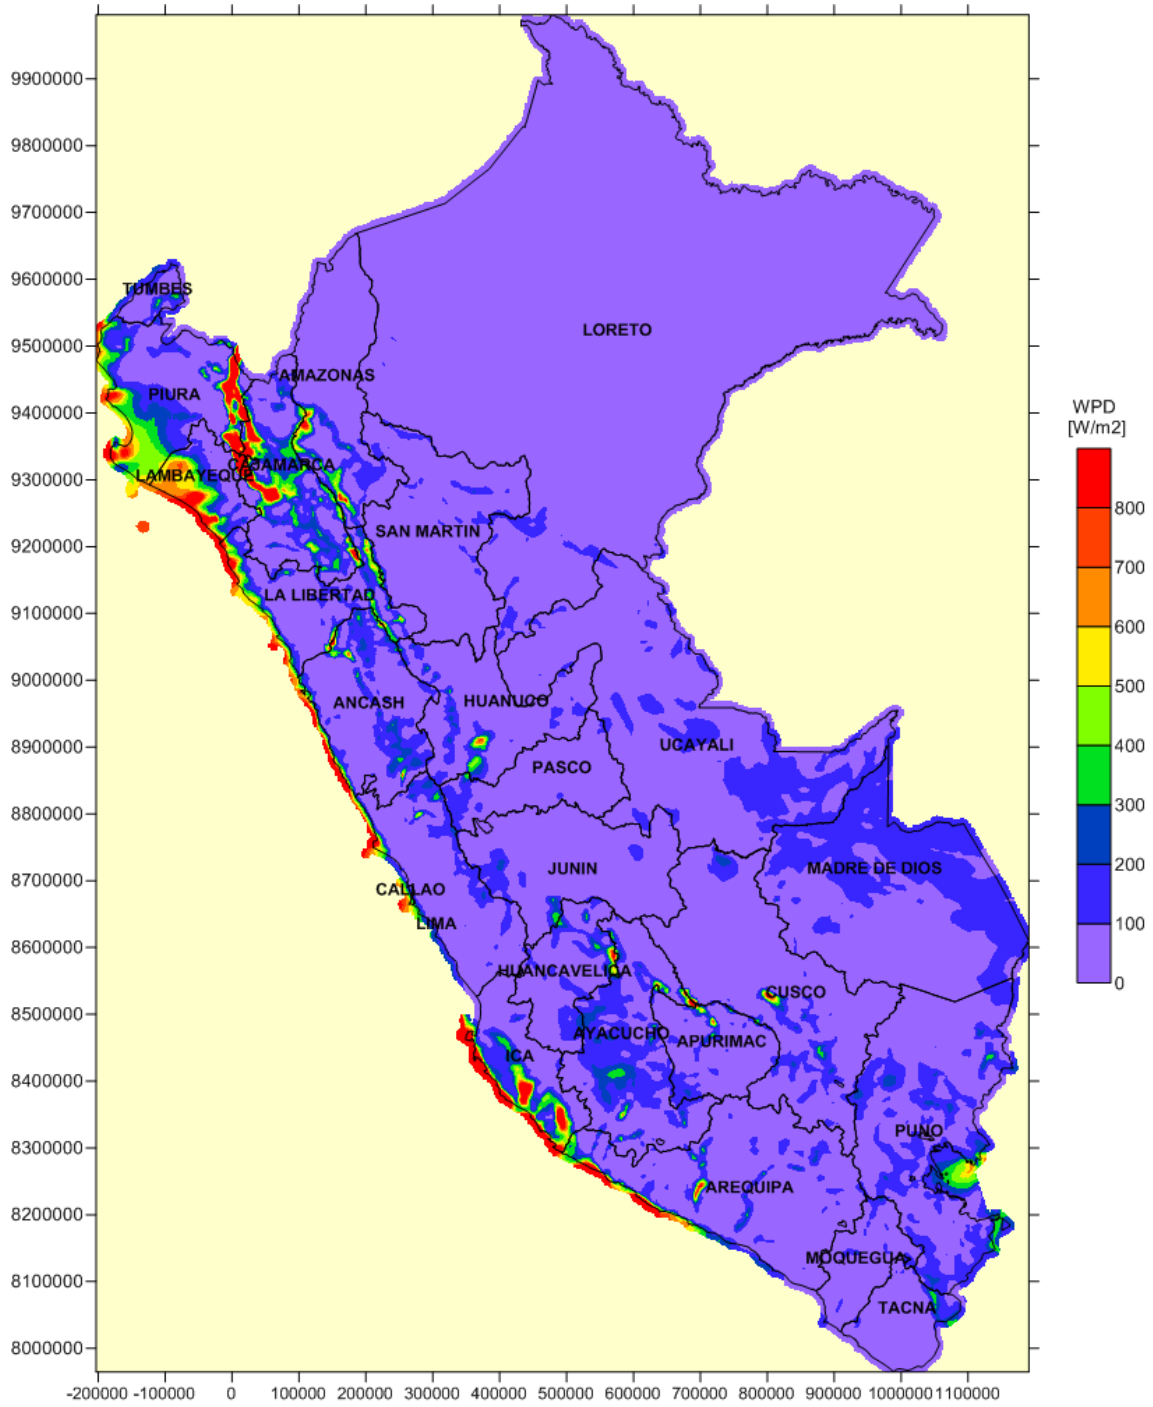 9900000
9800000
9700000
9600000
TUMBES
LORETO
9500000
AMAZONAS
PIURA
9400000
WPD
[W/m2]
CAJAMARCA
LAMBAYEQUE
9300000
800
SAN MARTIN
9200000
700
LA LIBERTAD
9100000
600
9000000
500
ANCASH
HUANUCO
8900000
UCAYALI
400
PASCO
8800000
300
JUNIN
MADRE DE DIOS
200
8700000
CALLAO
LIMA
100
8600000
HUANCAVELICA
0
CUSCO
8500000
AYACUCHO
APURIMAC
ICA
8400000
PUNO
8300000
AREQUIPA
8200000
MOQUEGUA
8100000
TACNA
8000000
-200000 -100000 0 100000 200000 300000 400000 500000 600000 700000 800000 900000 1000000 1100000